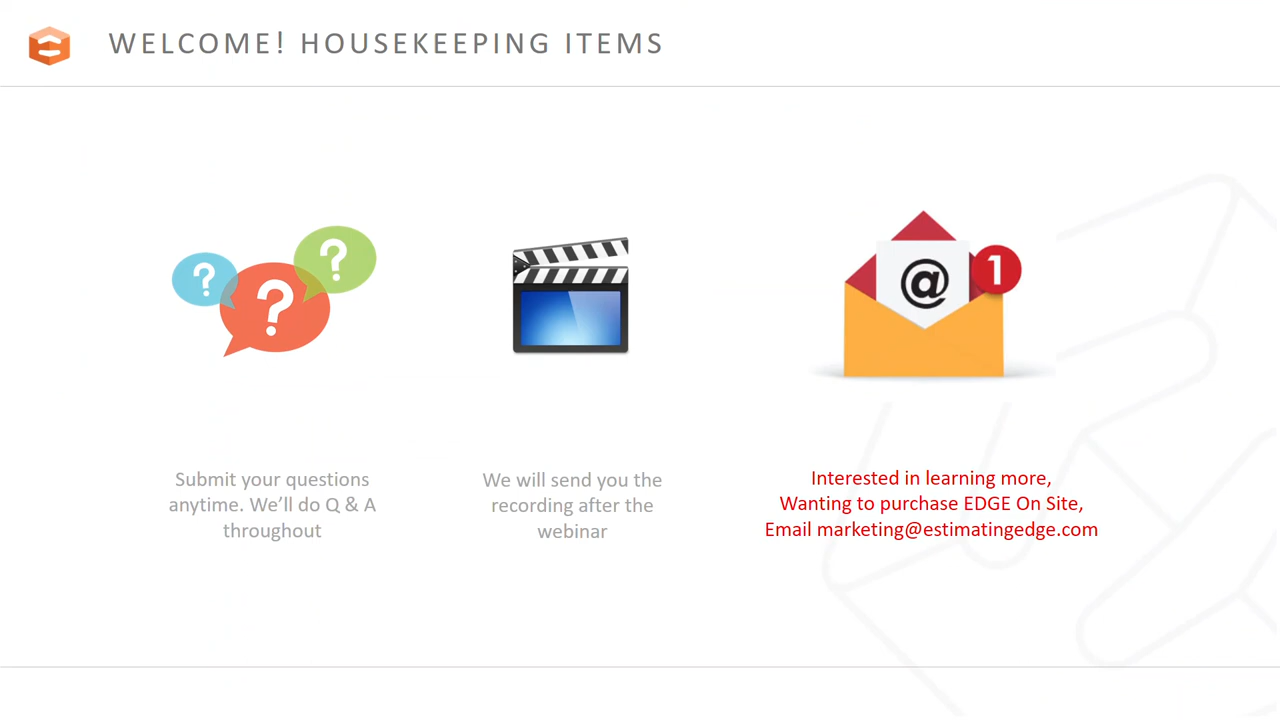 WELCOME! HOUSEKEEPING ITEMS
? ? ?
@ 1
Submit your questions
anytime. We’ll do Q & A
throughout
We will send you the
recording after the
webinar
Interested in learning more,
Wanting to purchase EDGE On Site,
Email marketing@estimatingedge.com